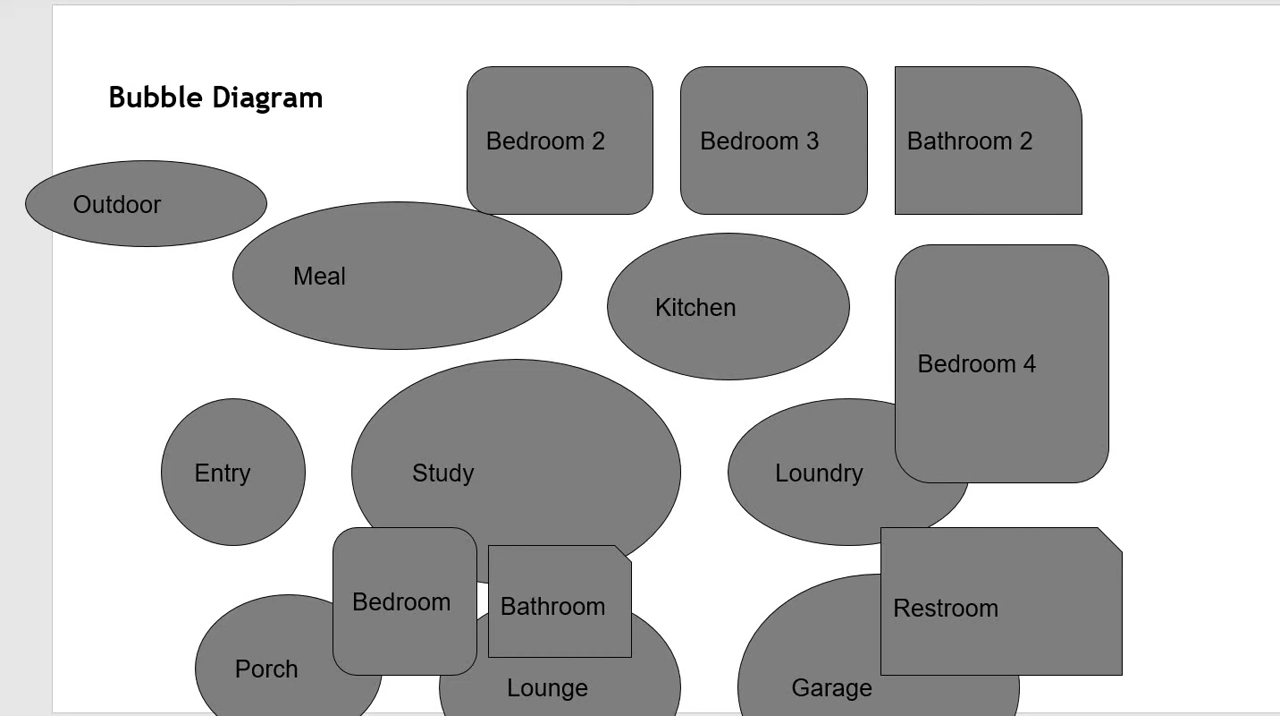 Bubble Diagram
Bedroom 2
Bedroom 3
Bathroom 2
Outdoor
Meal
Kitchen
Bedroom 4
Entry
Study
Loundry
Bedroom
Bathroom
Restroom
Porch
Lounge
Garage